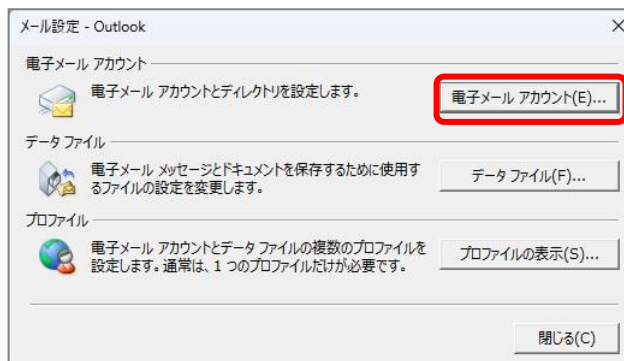 メール設定 - Outlook
電子メール アカウント
電子メール アカウントとディレクトリを設定します。
電子メール アカウント(E)...
データ ファイル
電子メール メッセージとドキュメントを保存するために使用す
るファイルの設定を変更します。
データ ファイル(F)...
プロファイル
電子メール アカウントとデータ ファイルの複数のプロファイルを
設定します。通常は、1 つのプロファイルだけが必要です。
プロファイルの表示(S)...
閉じる(C)